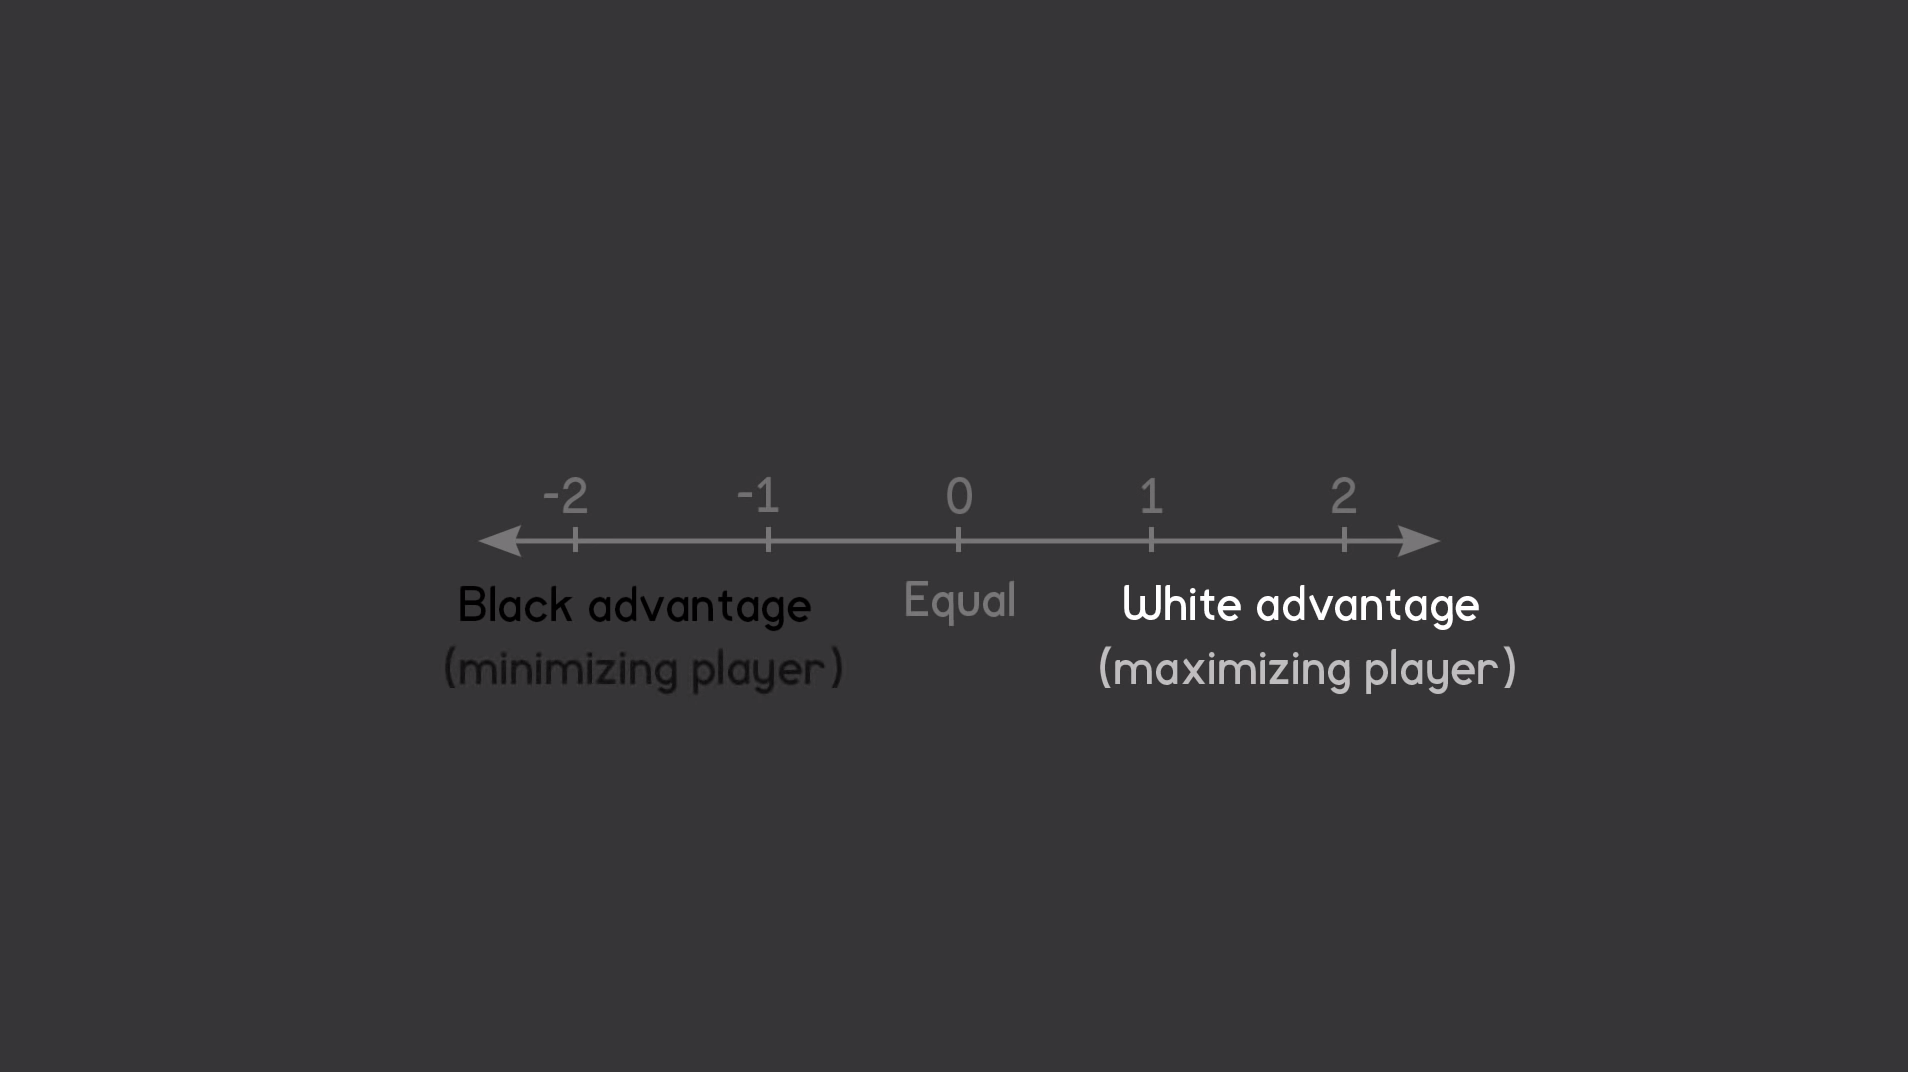 -2 -1 0 1 2
Black advantage Equal White advantage
(minimizing player) (maximizing player)